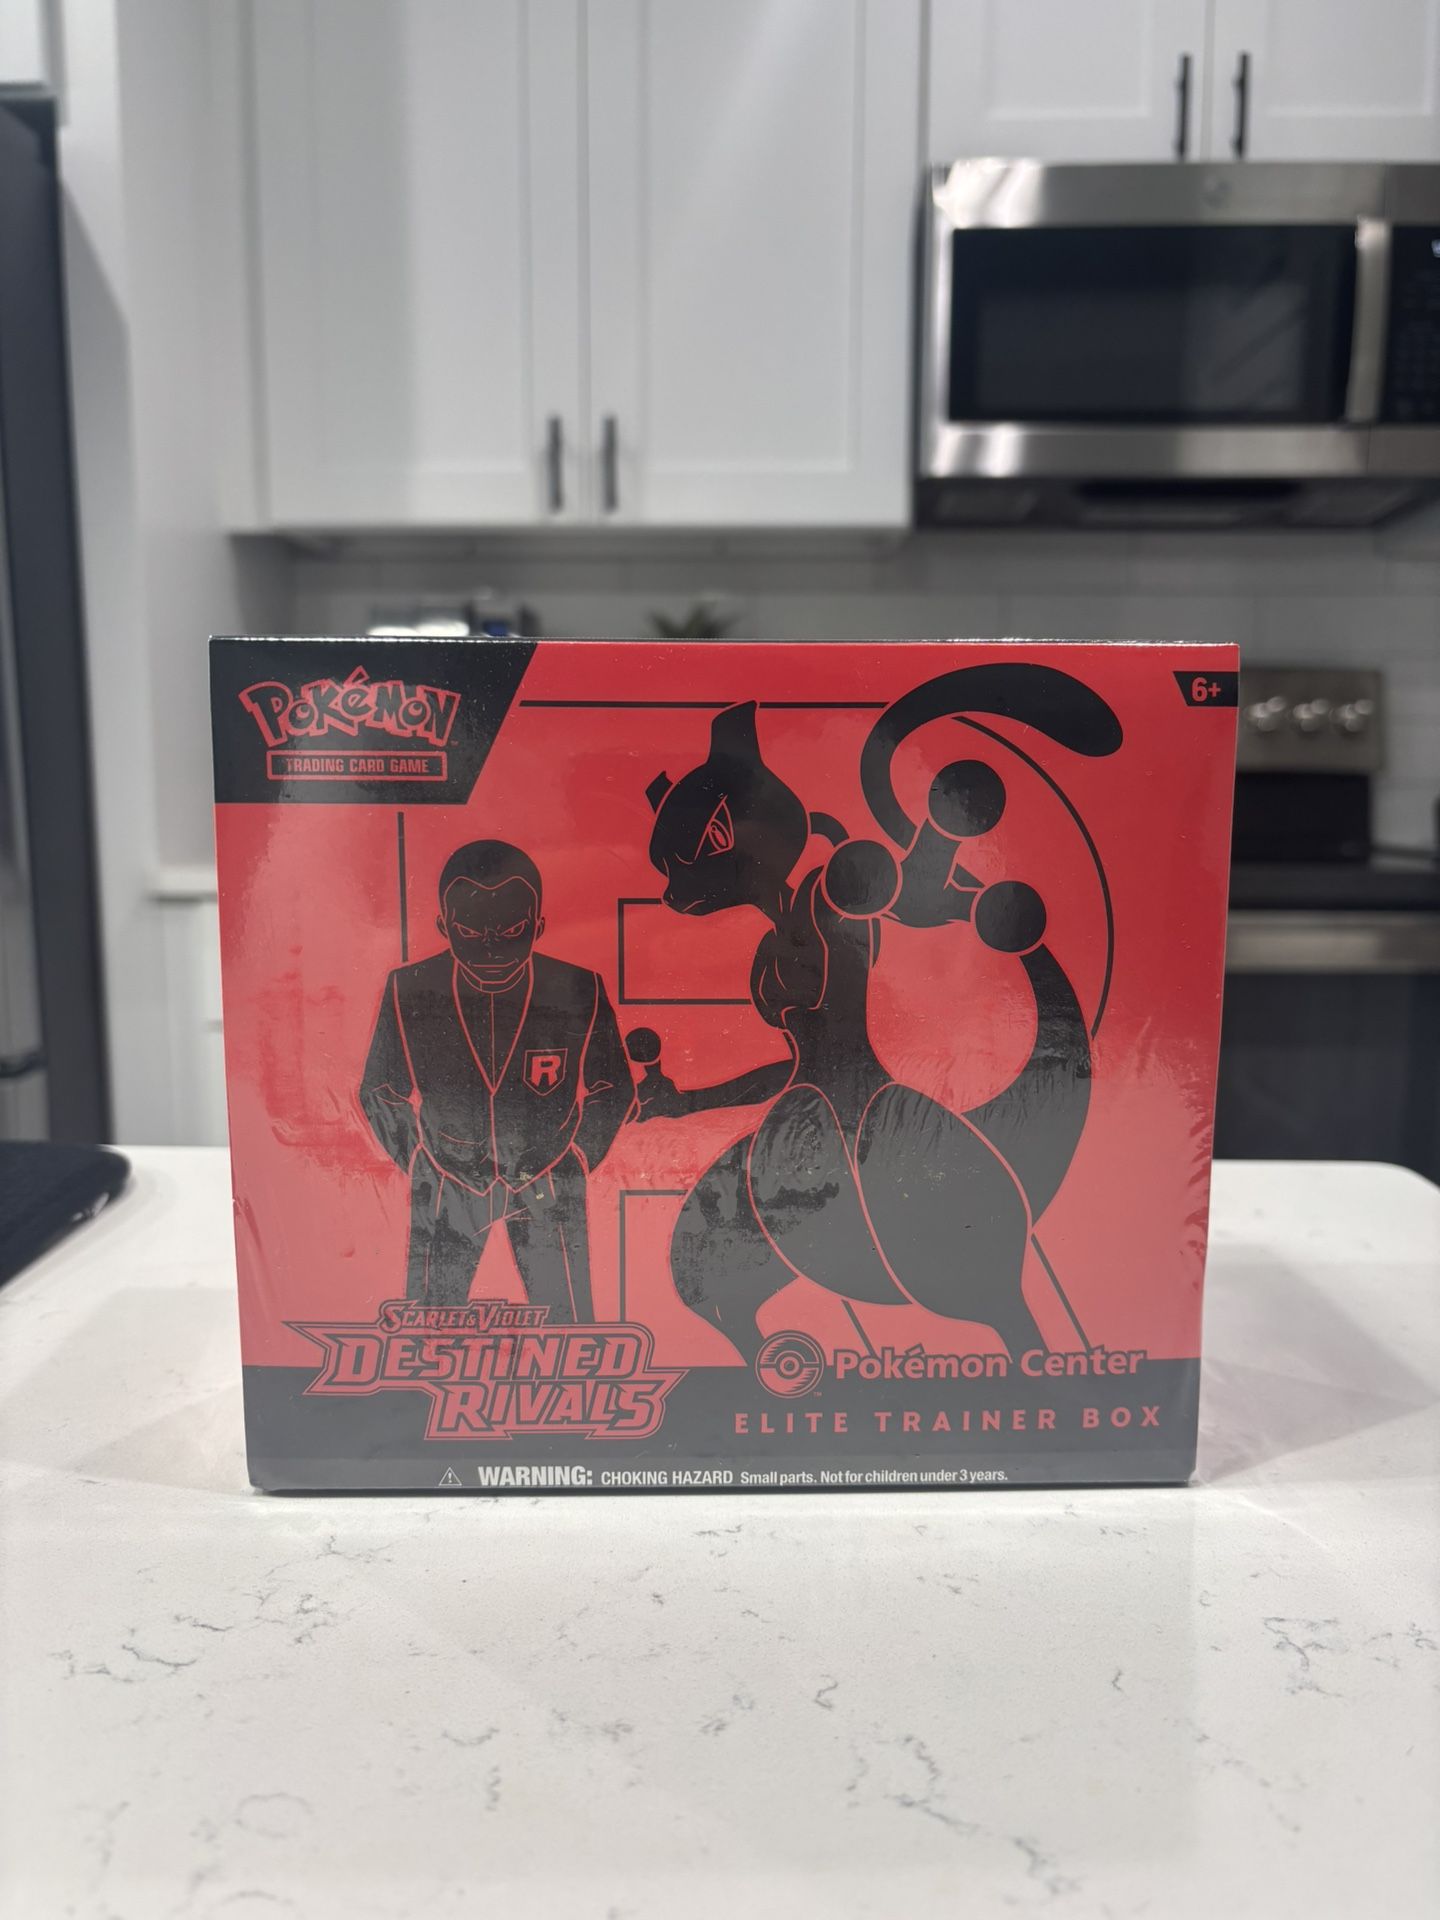 POKéMON
TRADING CARD GAME
6+
R
SCARLET & VIOLET
DESTINED
RIVALS
Pokémon Center
TM
ELITE TRAINER BOX
WARNING: CHOKING HAZARD Small parts. Not for children under 3 years.